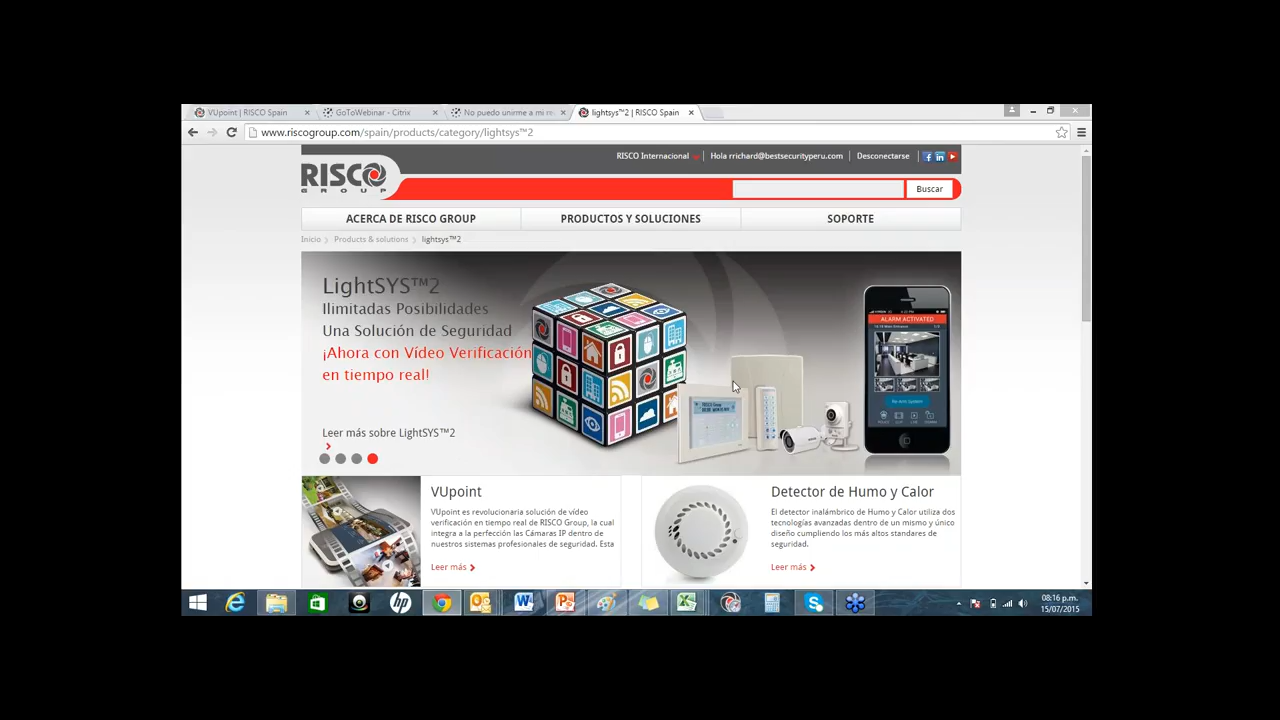 VUpoint | RISCO Spain
GoToWebinar - Citrix
No puedo unirme a mi re
lightsys™2 | RISCO Spain
www.riscogroup.com/spain/products/category/lightsys™2
RISCO Internacional
Hola rrichard@bestsecurityperu.com
Desconectarse
RISCO
GROUP
Buscar
ACERCA DE RISCO GROUP
PRODUCTOS Y SOLUCIONES
SOPORTE
Inicio
Products & solutions
lightsys™2
LightSYS™2
Ilimitadas Posibilidades
Una Solución de Seguridad
¡Ahora con Vídeo Verificación
en tiempo real!
Leer más sobre LightSYS™2
ALARM ACTIVATED
VUpoint
VUpoint es revolucionaria solución de vídeo
verificación en tiempo real de RISCO Group, la cual
integra a la perfección las Cámaras IP dentro de
nuestros sistemas profesionales de seguridad. Esta
Leer más
Detector de Humo y Calor
El detector inalámbrico de Humo y Calor utiliza dos
tecnologías avanzadas dentro de un mismo y único
diseño cumpliendo los más altos standares de
seguridad.
Leer más
08:16 p.m.
15/07/2015